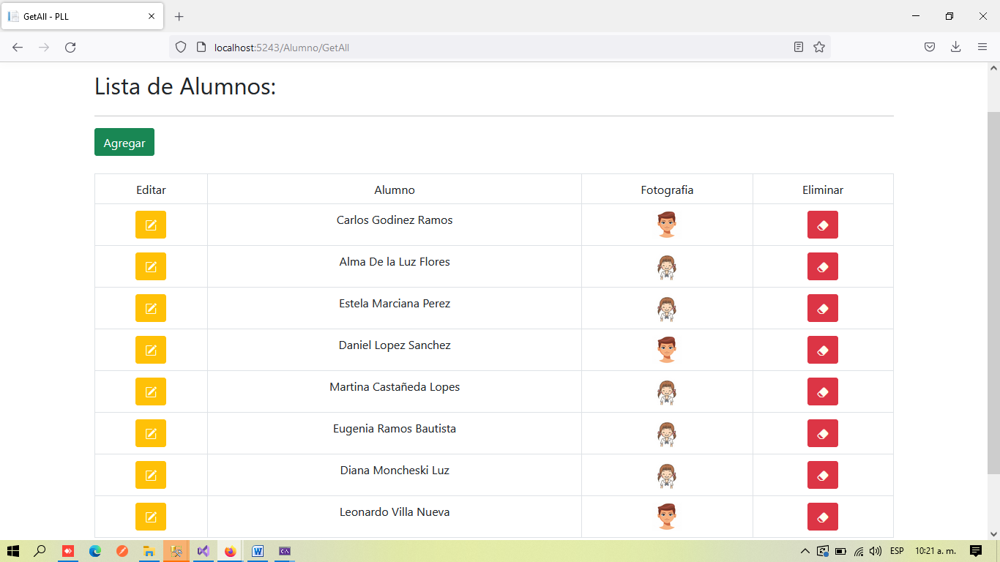 GetAll - PLL
localhost:5243/Alumno/GetAll
Lista de Alumnos:
Agregar
Editar Alumno Fotografia Eliminar
Carlos Godinez Ramos
Alma De la Luz Flores
Estela Marciana Perez
Daniel Lopez Sanchez
Martina Castañeda Lopes
Eugenia Ramos Bautista
Diana Moncheski Luz
Leonardo Villa Nueva
ESP 10:21 a. m.